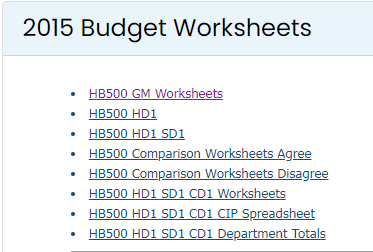 2015 Budget Worksheets
HB500 GM Worksheets
HB500 HD1
HB500 HD1 SD1
HB500 Comparison Worksheets Agree
HB500 Comparison Worksheets Disagree
HB500 HD1 SD1 CD1 Worksheets
HB500 HD1 SD1 CD1 CIP Spreadsheet
HB500 HD1 SD1 CD1 Department Totals